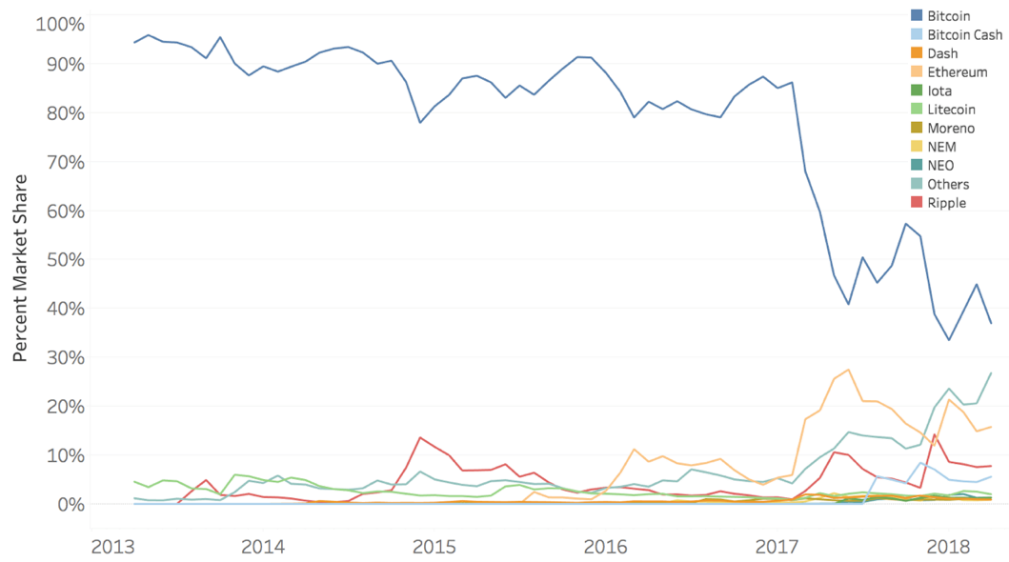 Percent Market Share
100%
90%
80%
70%
60%
50%
40%
30%
20%
10%
0%
2013 2014 2015 2016 2017 2018
Bitcoin
Bitcoin Cash
Dash
Ethereum
Iota
Litecoin
Moreno
NEM
NEO
Others
Ripple